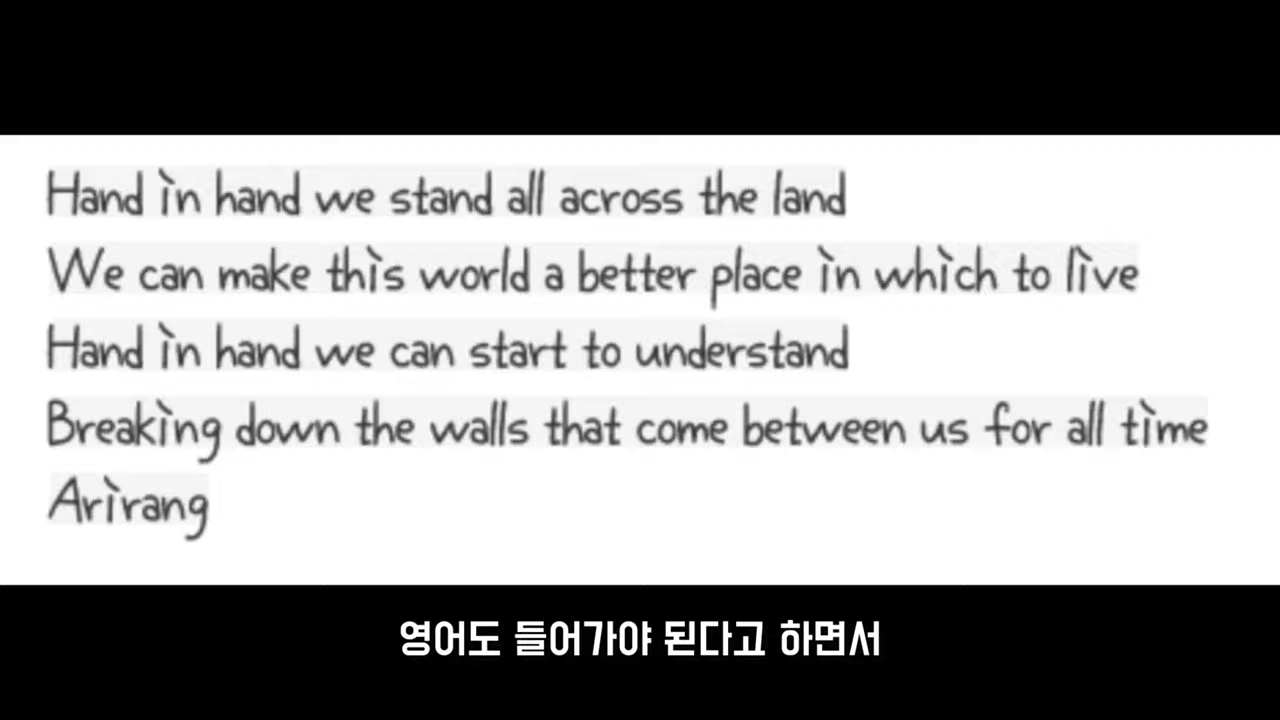 Hand in hand we stand all across the land
We can make this world a better place in which to live
Hand in hand we can start to understand
Breaking down the walls that come between us for all time
Arirang
영어도 들어가야 된다고 하면서